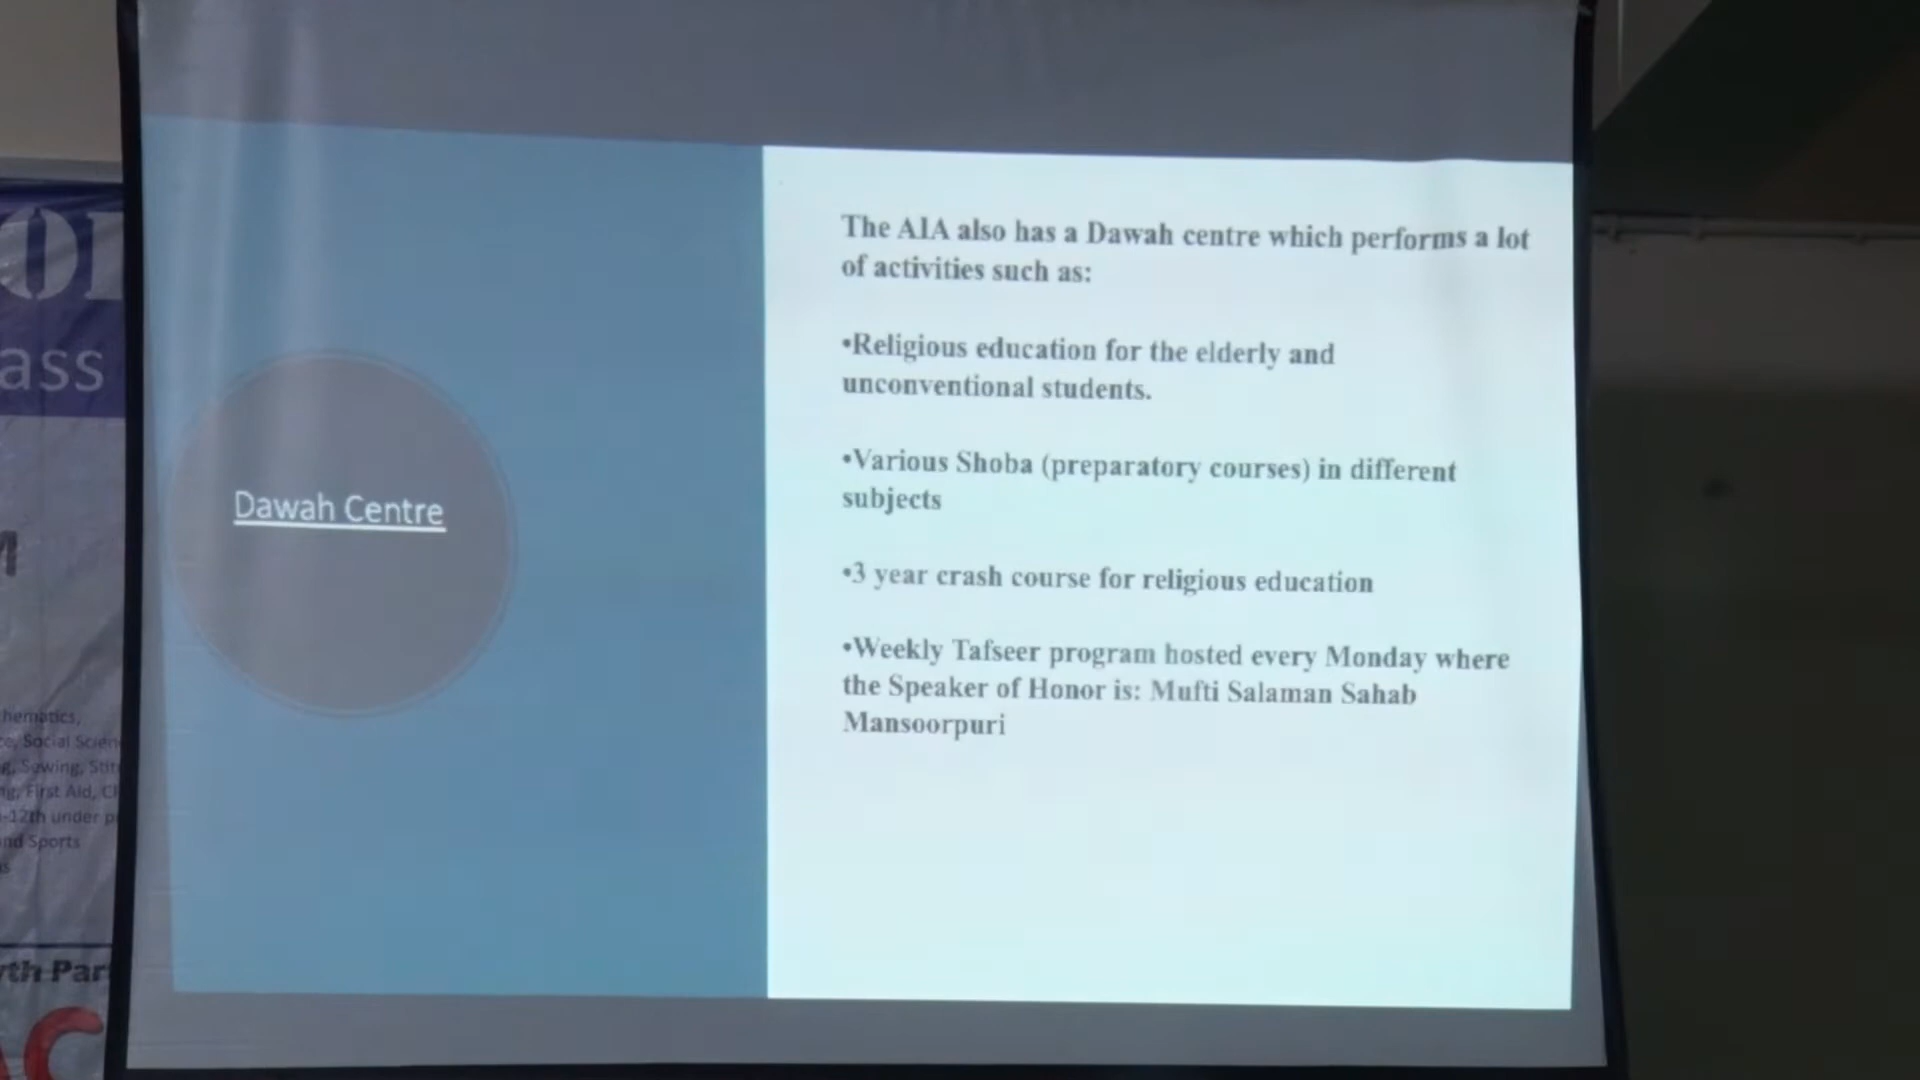 Dawah Centre
The AIA also has a Dawah centre which performs a lot
of activities such as:
•Religious education for the elderly and
unconventional students.
•Various Shoba (preparatory courses) in different
subjects
•3 year crash course for religious education
•Weekly Tafseer program hosted every Monday where
the Speaker of Honor is: Mufti Salaman Sahab
Mansoorpuri
ass
hematics,
Social Scien
Sewing, Stit
First Aid,
-12th under
nd Sports
th Par